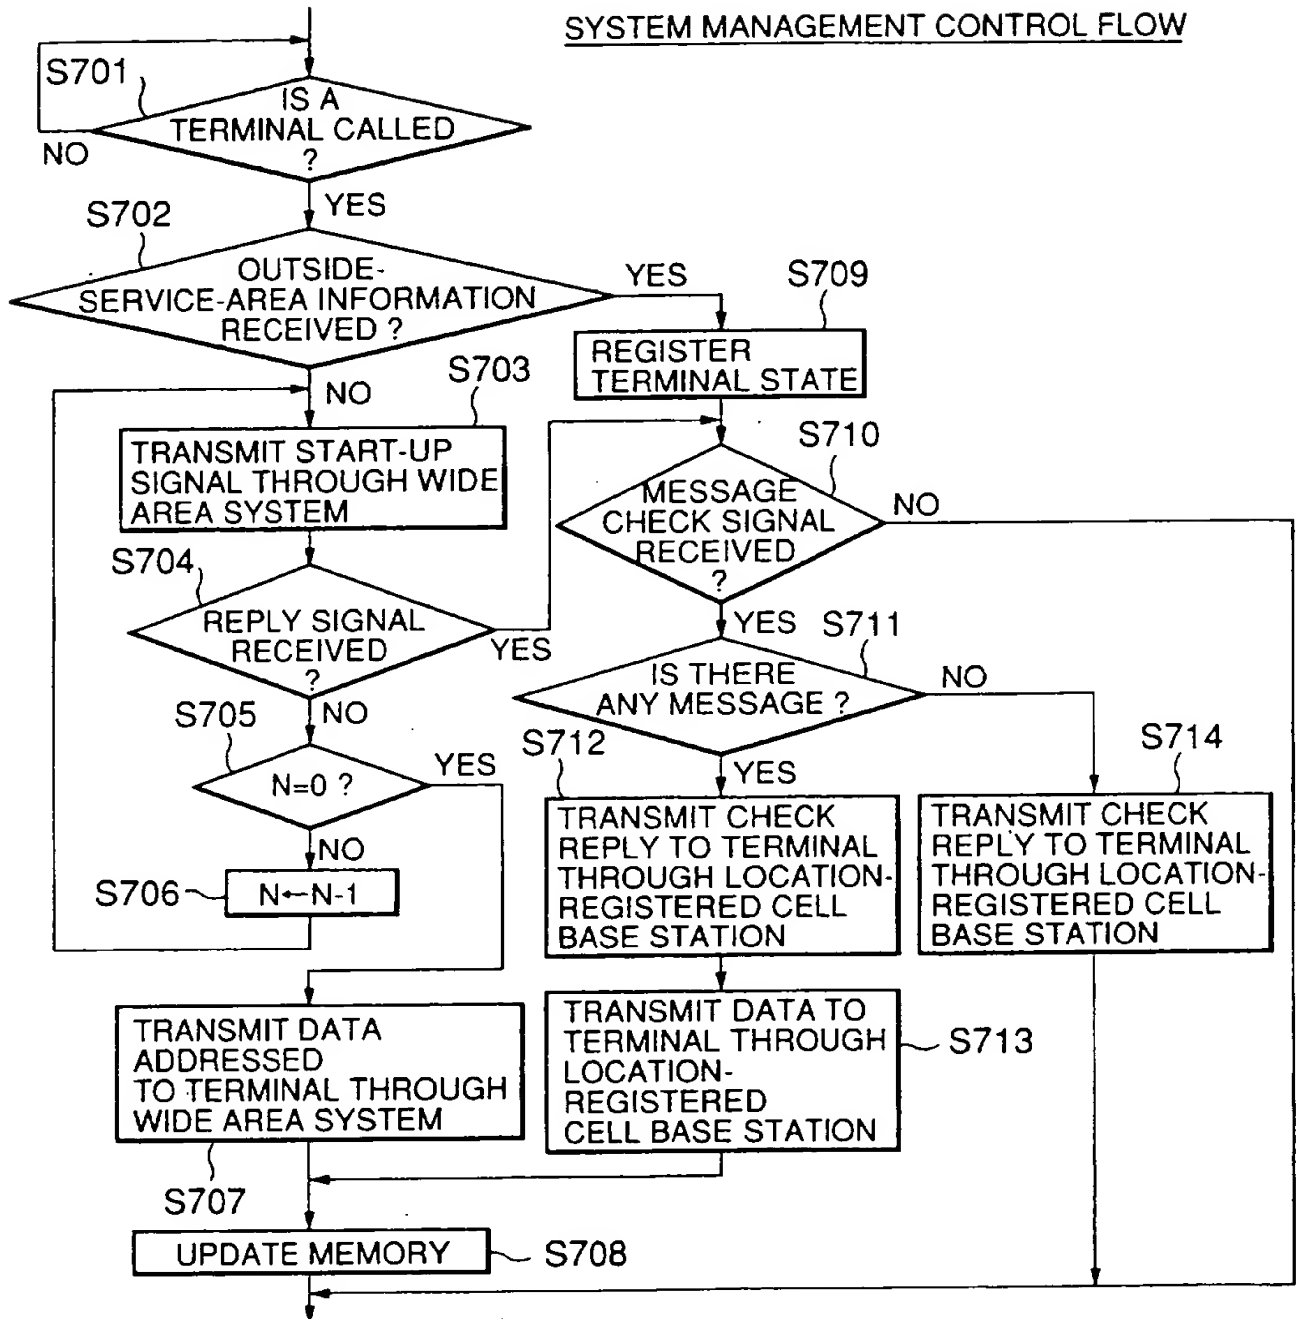 SYSTEM MANAGEMENT CONTROL FLOW
S701
IS A
TERMINAL CALLED
?
NO
YES
S702
OUTSIDE-
SERVICE-AREA INFORMATION
RECEIVED ?
YES
NO
S709
REGISTER
TERMINAL STATE
S703
TRANSMIT START-UP
SIGNAL THROUGH WIDE
AREA SYSTEM
S710
MESSAGE
CHECK SIGNAL
RECEIVED
?
NO
YES
S704
REPLY SIGNAL
RECEIVED
?
YES
NO
S711
IS THERE
ANY MESSAGE ?
NO
YES
S705
N=0 ?
YES
NO
S706
N←N-1
S712
TRANSMIT CHECK
REPLY TO TERMINAL
THROUGH LOCATION-
REGISTERED CELL
BASE STATION
S714
TRANSMIT CHECK
REPLY TO TERMINAL
THROUGH LOCATION-
REGISTERED CELL
BASE STATION
TRANSMIT DATA
ADDRESSED
TO TERMINAL THROUGH
WIDE AREA SYSTEM
S707
TRANSMIT DATA TO
TERMINAL THROUGH
LOCATION-
REGISTERED
CELL BASE STATION
S713
UPDATE MEMORY
S708